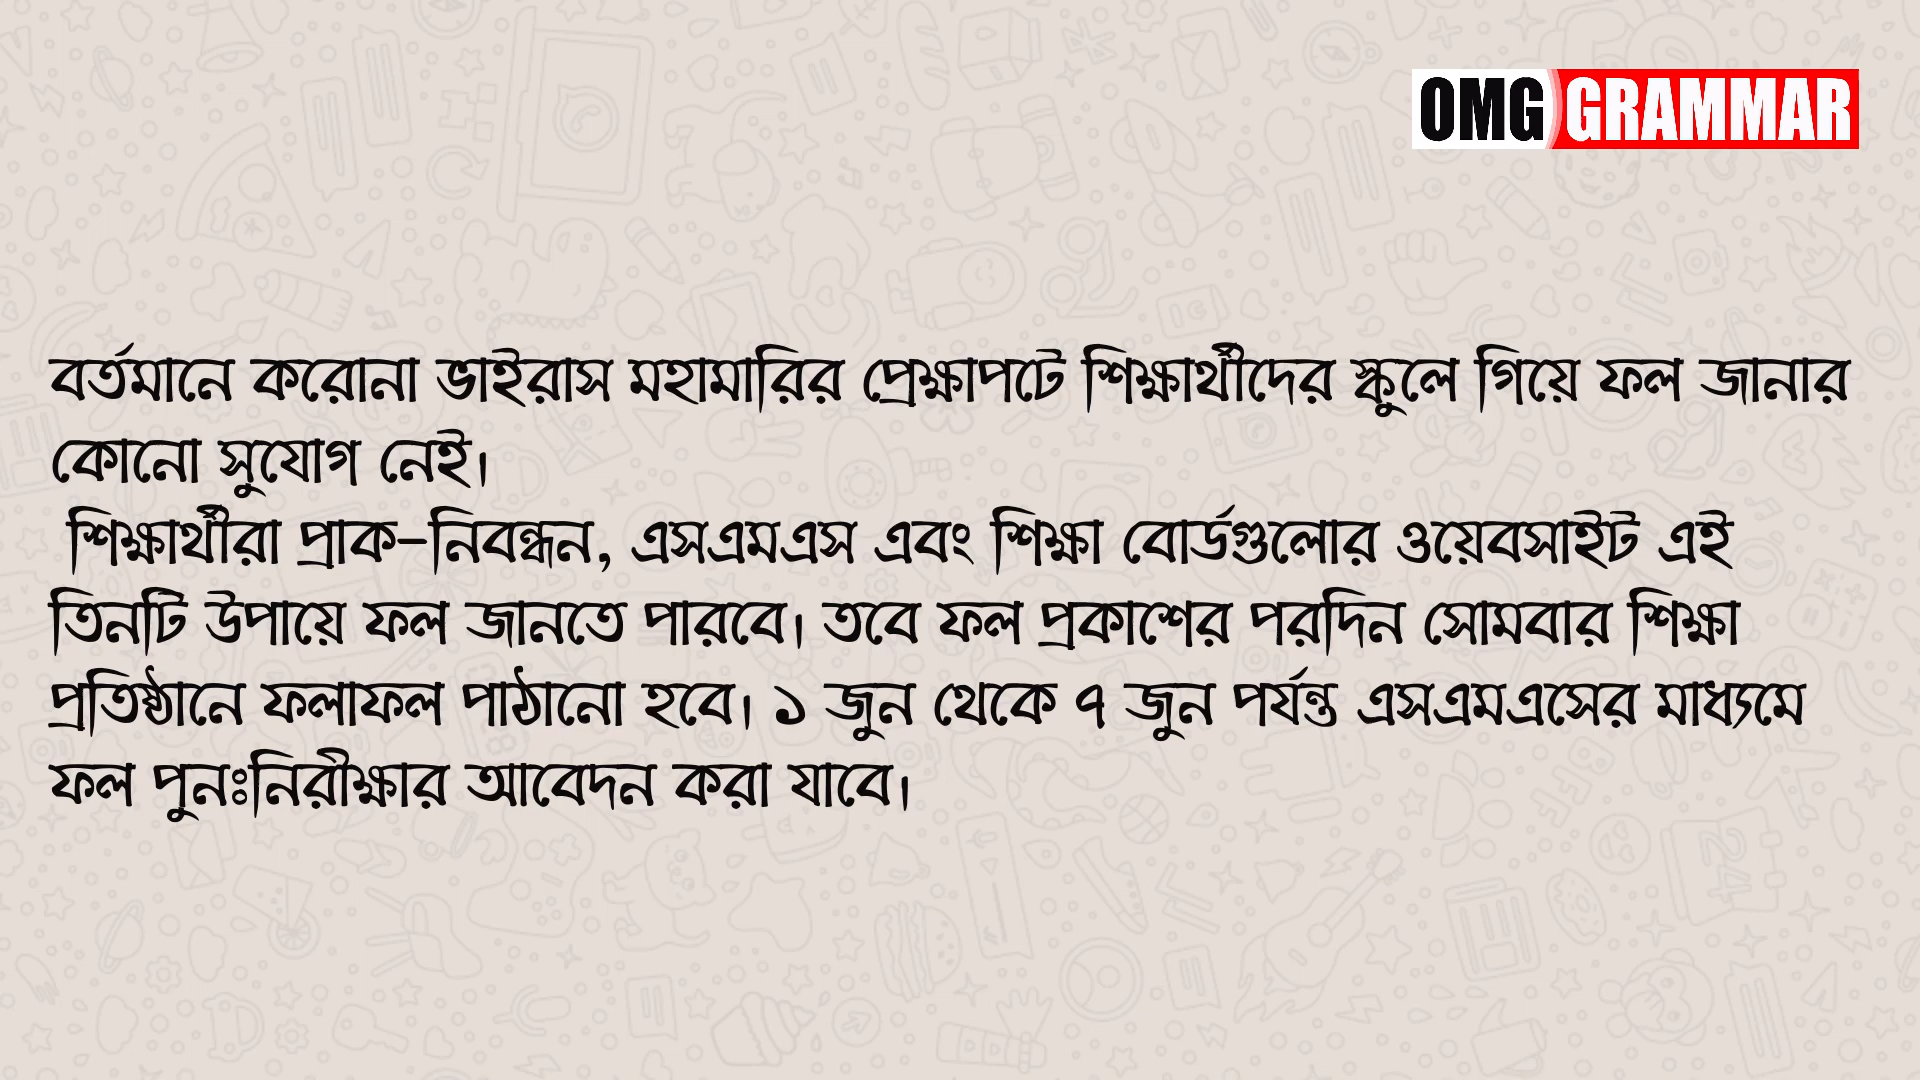 OMG GRAMMAR
বর্তমানে করোনা ভাইরাস মহামারির প্রেক্ষাপটে শিক্ষার্থীদের স্কুলে গিয়ে ফল জানার
কোনো সুযোগ নেই।
শিক্ষার্থীরা প্রাক-নিবন্ধন, এসএমএস এবং শিক্ষা বোর্ডগুলোর ওয়েবসাইট এই
তিনটি উপায়ে ফল জানতে পারবে। তবে ফল প্রকাশের পরদিন সোমবার শিক্ষা
প্রতিষ্ঠানে ফলাফল পাঠানো হবে। ১ জুন থেকে ৭ জুন পর্যন্ত এসএমএসের মাধ্যমে
ফল পুনঃনিরীক্ষার আবেদন করা যাবে।